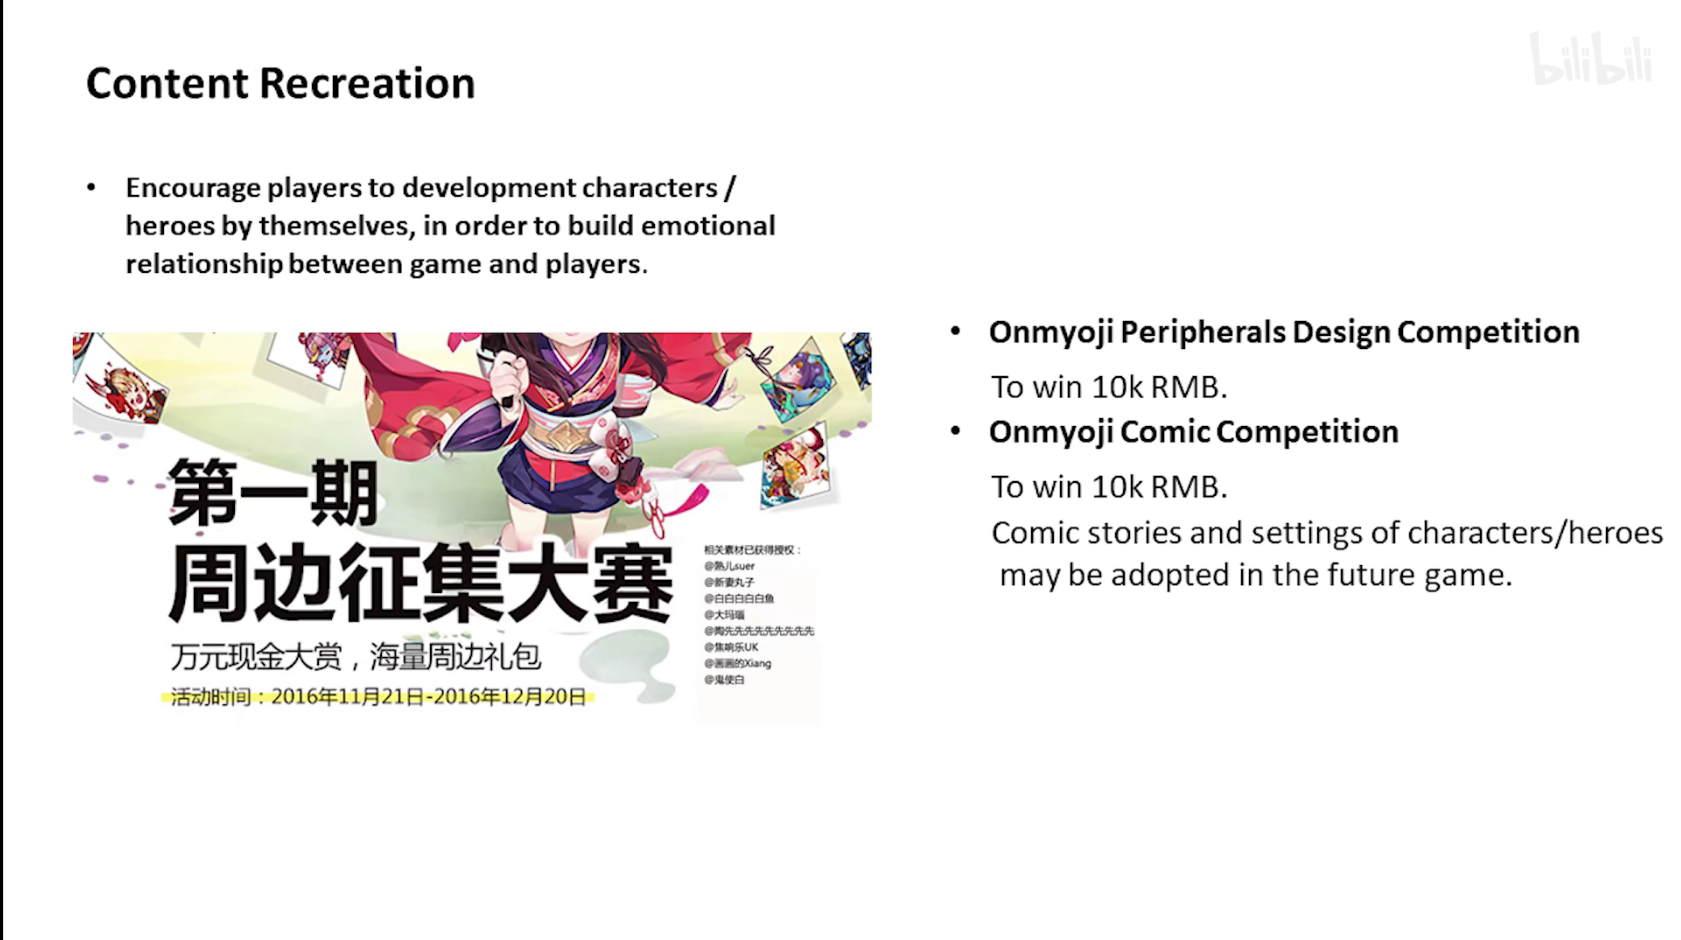 bilibili
Content Recreation
• Encourage players to development characters /
heroes by themselves, in order to build emotional
relationship between game and players.
第一期
周边征集大赛
万元现金大赏，海量周边礼包
活动时间：2016年11月21日-2016年12月20日
相关素材已获得授权：
@熟儿suer
@新妻丸子
@白白白白白鱼
@大玛瑙
@陶先先先先先先先先先
@焦响乐UK
@画画的Xiang
@鬼使白
• Onmyoji Peripherals Design Competition
To win 10k RMB.
• Onmyoji Comic Competition
To win 10k RMB.
Comic stories and settings of characters/heroes
may be adopted in the future game.